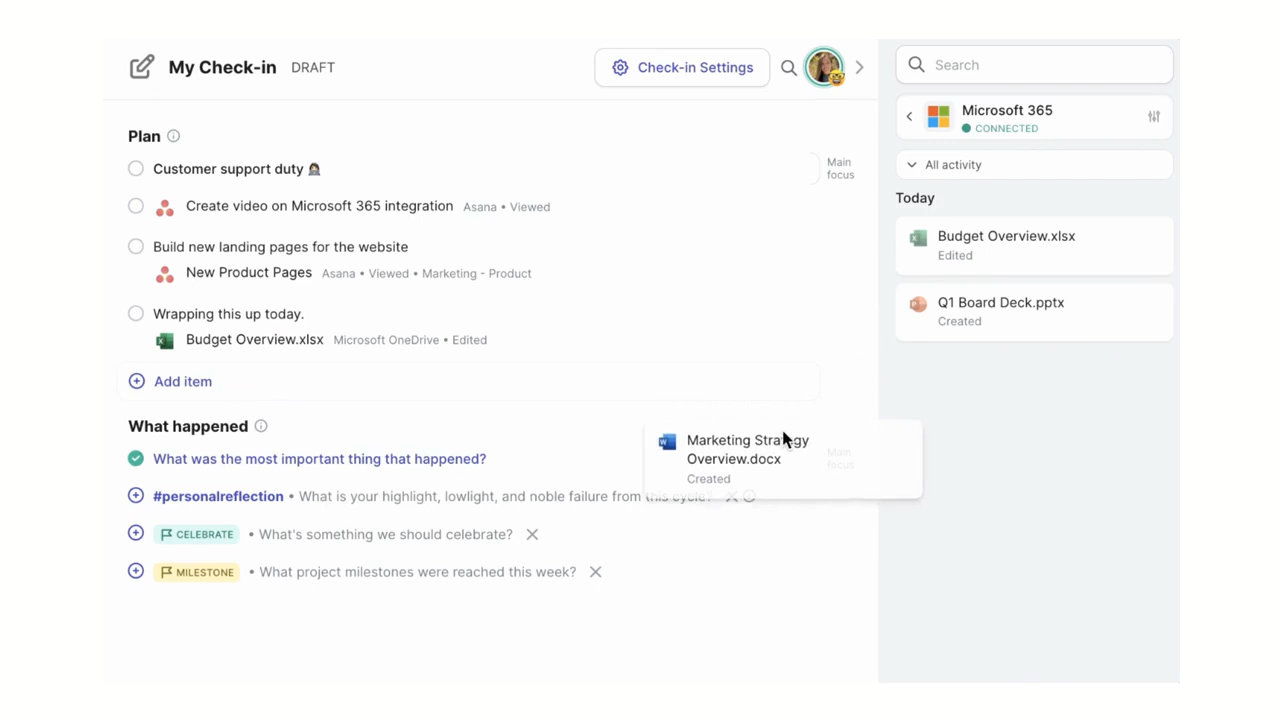 My Check-in DRAFT
Check-in Settings
Plan
Customer support duty
Main
focus
Create video on Microsoft 365 integration Asana • Viewed
Build new landing pages for the website
New Product Pages Asana • Viewed • Marketing - Product
Wrapping this up today.
Budget Overview.xlsx Microsoft OneDrive • Edited
Add item
What happened
What was the most important thing that happened?
Main
focus
#personalreflection • What is your highlight, lowlight, and noble failure from this cycle?
CELEBRATE • What's something we should celebrate?
MILESTONE • What project milestones were reached this week?
Marketing Strategy
Overview.docx
Created
Search
Microsoft 365
CONNECTED
All activity
Today
Budget Overview.xlsx
Edited
Q1 Board Deck.pptx
Created